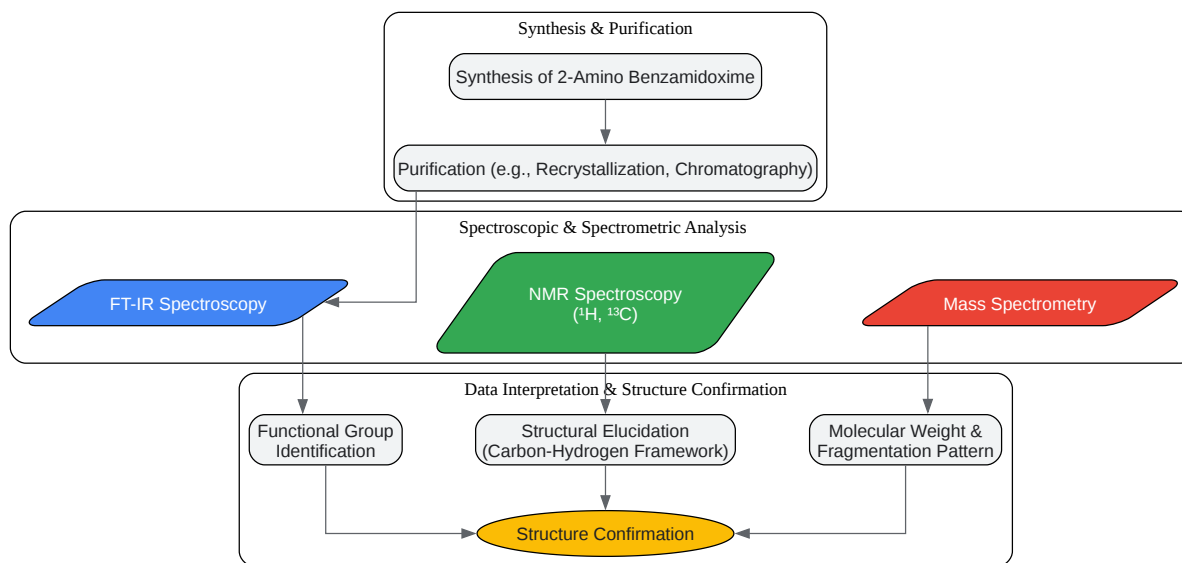 Synthesis & Purification
Synthesis of 2-Amino Benzamidoxime
Purification (e.g., Recrystallization, Chromatography)
Spectroscopic & Spectrometric Analysis
FT-IR Spectroscopy
NMR Spectroscopy
(¹H, ¹³C)
Mass Spectrometry
Data Interpretation & Structure Confirmation
Functional Group
Identification
Structural Elucidation
(Carbon-Hydrogen Framework)
Molecular Weight &
Fragmentation Pattern
Structure Confirmation